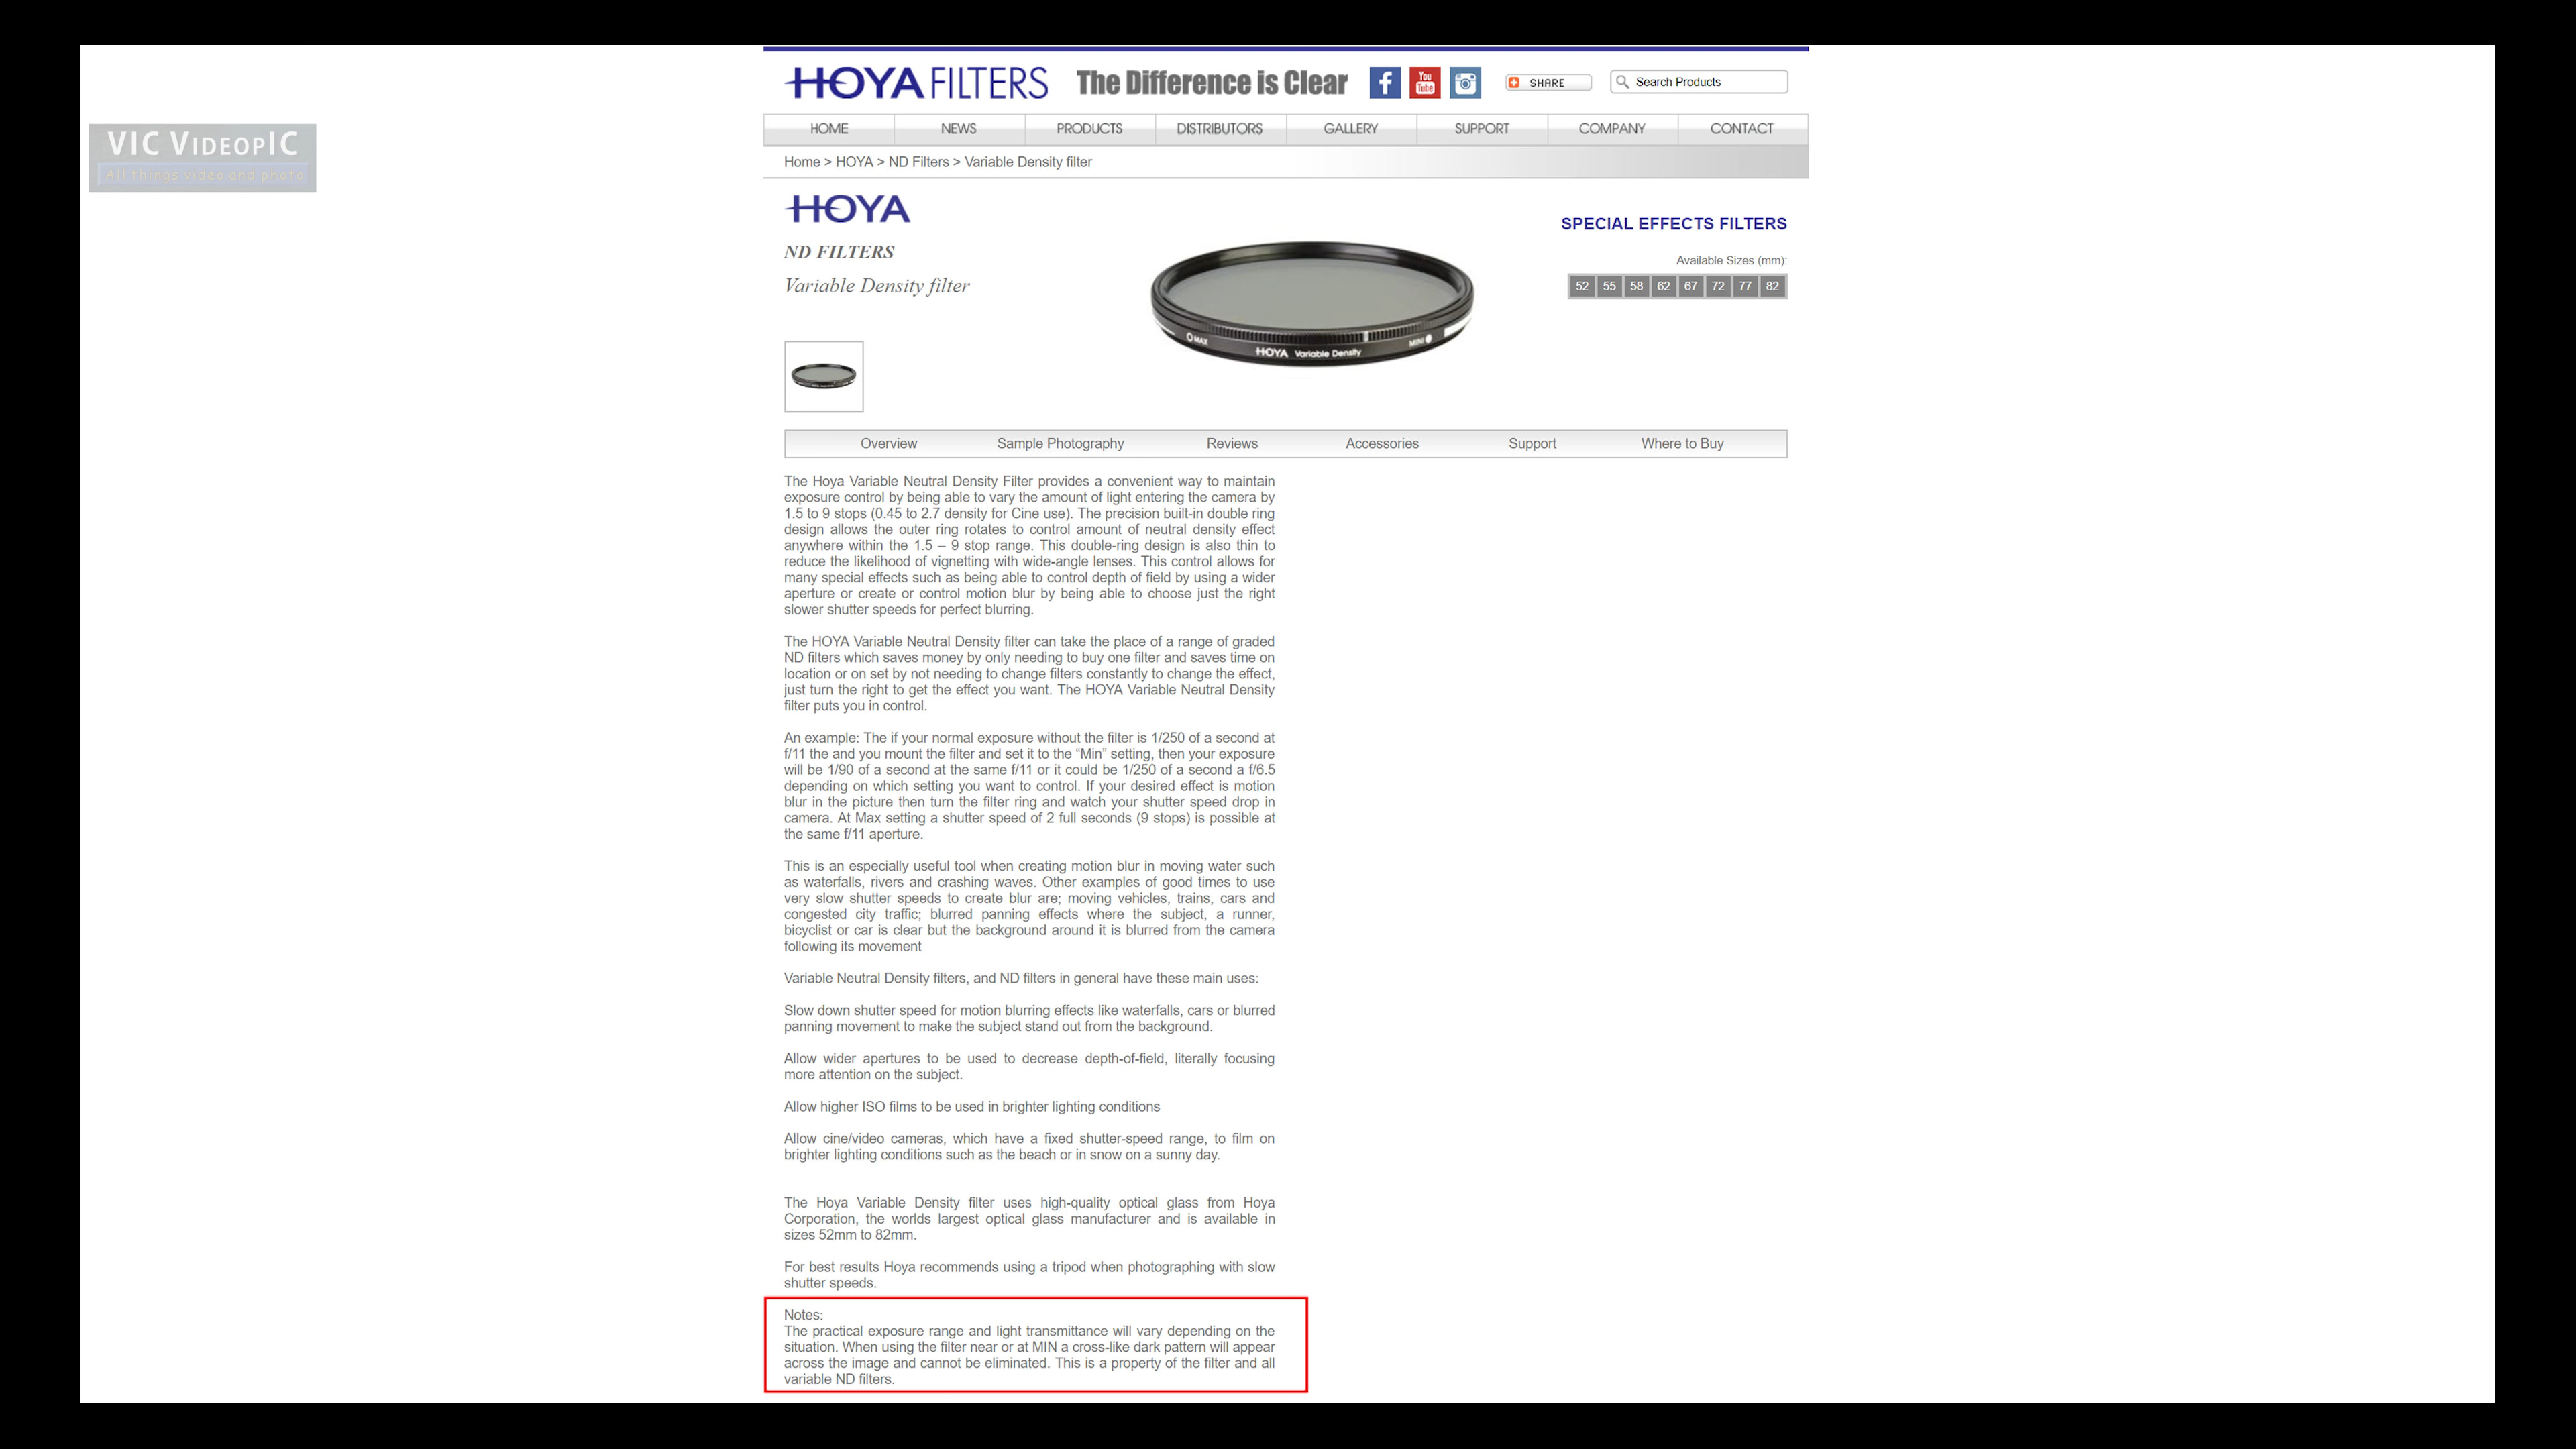 HOYA FILTERS The Difference is Clear f You Tube SHARE Search Products
HOME NEWS PRODUCTS DISTRIBUTORS GALLERY SUPPORT COMPANY CONTACT
VIC VIDEOPIC
All things video and photo
Home > HOYA > ND Filters > Variable Density filter
HOYA
SPECIAL EFFECTS FILTERS
ND FILTERS
Available Sizes (mm):
Variable Density filter
52 55 58 62 67 72 77 82
MAX HOYA Variable Density MINI
Overview Sample Photography Reviews Accessories Support Where to Buy
The Hoya Variable Neutral Density Filter provides a convenient way to maintain
exposure control by being able to vary the amount of light entering the camera by
1.5 to 9 stops (0.45 to 2.7 density for Cine use). The precision built-in double ring
design allows the outer ring rotates to control amount of neutral density effect
anywhere within the 1.5 – 9 stop range. This double-ring design is also thin to
reduce the likelihood of vignetting with wide-angle lenses. This control allows for
many special effects such as being able to control depth of field by using a wider
aperture or create or control motion blur by being able to choose just the right
slower shutter speeds for perfect blurring.
The HOYA Variable Neutral Density filter can take the place of a range of graded
ND filters which saves money by only needing to buy one filter and saves time on
location or on set by not needing to change filters constantly to change the effect,
just turn the right to get the effect you want. The HOYA Variable Neutral Density
filter puts you in control.
An example: The if your normal exposure without the filter is 1/250 of a second at
f/11 the and you mount the filter and set it to the “Min” setting, then your exposure
will be 1/90 of a second at the same f/11 or it could be 1/250 of a second a f/6.5
depending on which setting you want to control. If your desired effect is motion
blur in the picture then turn the filter ring and watch your shutter speed drop in
camera. At Max setting a shutter speed of 2 full seconds (9 stops) is possible at
the same f/11 aperture.
This is an especially useful tool when creating motion blur in moving water such
as waterfalls, rivers and crashing waves. Other examples of good times to use
very slow shutter speeds to create blur are; moving vehicles, trains, cars and
congested city traffic; blurred panning effects where the subject, a runner,
bicyclist or car is clear but the background around it is blurred from the camera
following its movement
Variable Neutral Density filters, and ND filters in general have these main uses:
Slow down shutter speed for motion blurring effects like waterfalls, cars or blurred
panning movement to make the subject stand out from the background.
Allow wider apertures to be used to decrease depth-of-field, literally focusing
more attention on the subject.
Allow higher ISO films to be used in brighter lighting conditions
Allow cine/video cameras, which have a fixed shutter-speed range, to film on
brighter lighting conditions such as the beach or in snow on a sunny day.
The Hoya Variable Density filter uses high-quality optical glass from Hoya
Corporation, the worlds largest optical glass manufacturer and is available in
sizes 52mm to 82mm.
For best results Hoya recommends using a tripod when photographing with slow
shutter speeds.
Notes:
The practical exposure range and light transmittance will vary depending on the
situation. When using the filter near or at MIN a cross-like dark pattern will appear
across the image and cannot be eliminated. This is a property of the filter and all
variable ND filters.